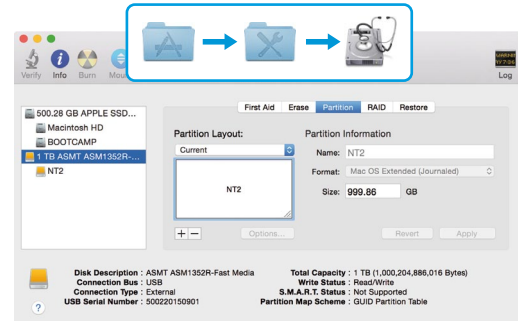 Verify Info Burn Mou
WARNIN
RY 7:36
Log
First Aid Erase Partition RAID Restore
500.28 GB APPLE SSD...
Macintosh HD
BOOTCAMP
1 TB ASMT ASM1352R-...
NT2
Partition Layout:
Current
NT2
+ −
Options...
Partition Information
Name: NT2
Format: Mac OS Extended (Journaled)
Size: 999.86 GB
Revert Apply
Disk Description : ASMT ASM1352R-Fast Media
Connection Bus : USB
Connection Type : External
USB Serial Number : 500220150901
Total Capacity : 1 TB (1,000,204,886,016 Bytes)
Write Status : Read/Write
S.M.A.R.T. Status : Not Supported
Partition Map Scheme : GUID Partition Table
?